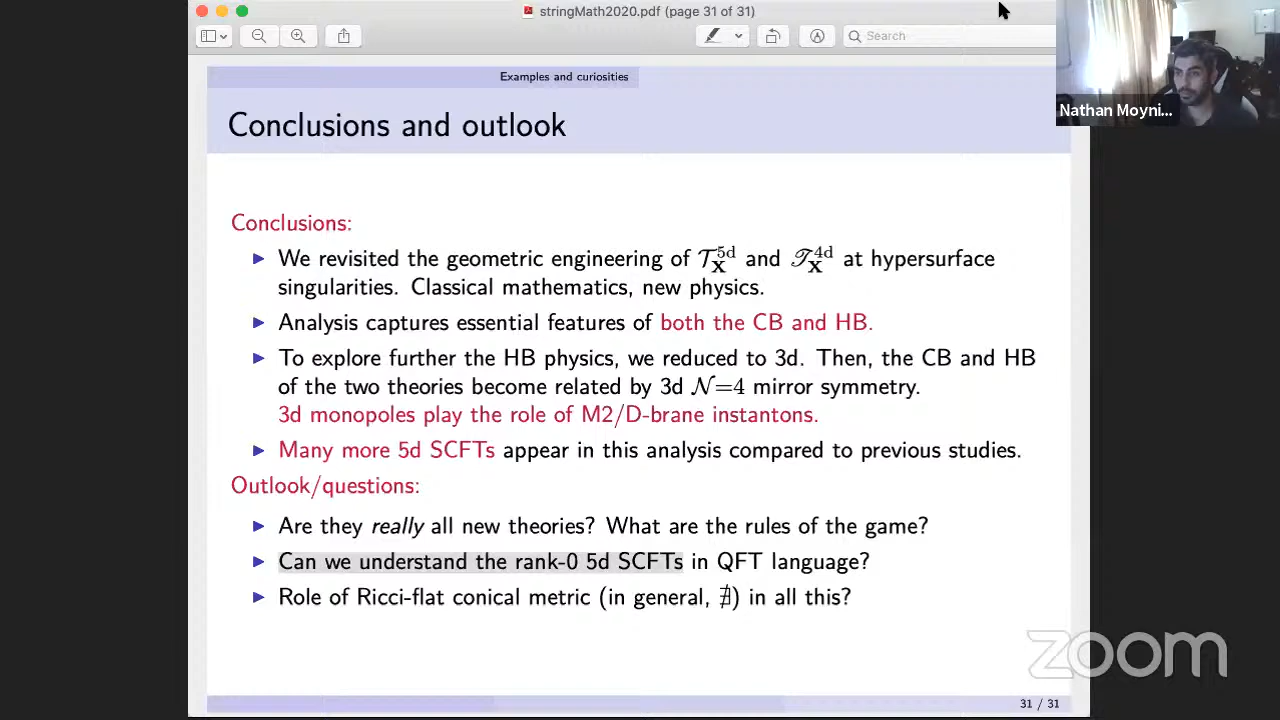 stringMath2020.pdf (page 31 of 31)
Search
Nathan Moyni...
Examples and curiosities
Conclusions and outlook
Conclusions:
▶ We revisited the geometric engineering of 𝒯_𝐗^5d and 𝒯_𝐗^4d at hypersurface
singularities. Classical mathematics, new physics.
▶ Analysis captures essential features of both the CB and HB.
▶ To explore further the HB physics, we reduced to 3d. Then, the CB and HB
of the two theories become related by 3d 𝒩=4 mirror symmetry.
3d monopoles play the role of M2/D-brane instantons.
▶ Many more 5d SCFTs appear in this analysis compared to previous studies.
Outlook/questions:
▶ Are they really all new theories? What are the rules of the game?
▶ Can we understand the rank-0 5d SCFTs in QFT language?
▶ Role of Ricci-flat conical metric (in general, ∄) in all this?
zoom
31 / 31